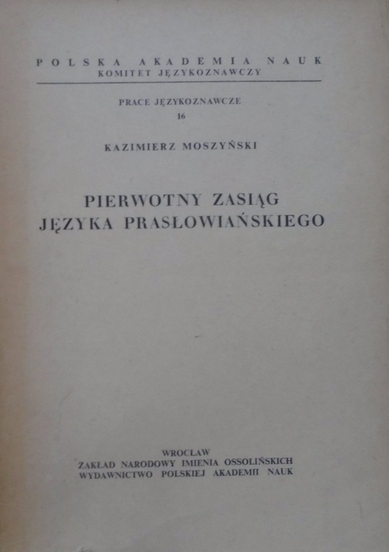 POLSKA AKADEMIA NAUK
KOMITET JĘZYKOZNAWCZY
PRACE JĘZYKOZNAWCZE
16
KAZIMIERZ MOSZYŃSKI
PIERWOTNY ZASIĄG
JĘZYKA PRASŁOWIAŃSKIEGO
WROCŁAW
ZAKŁAD NARODOWY IMIENIA OSSOLIŃSKICH
WYDAWNICTWO POLSKIEJ AKADEMII NAUK